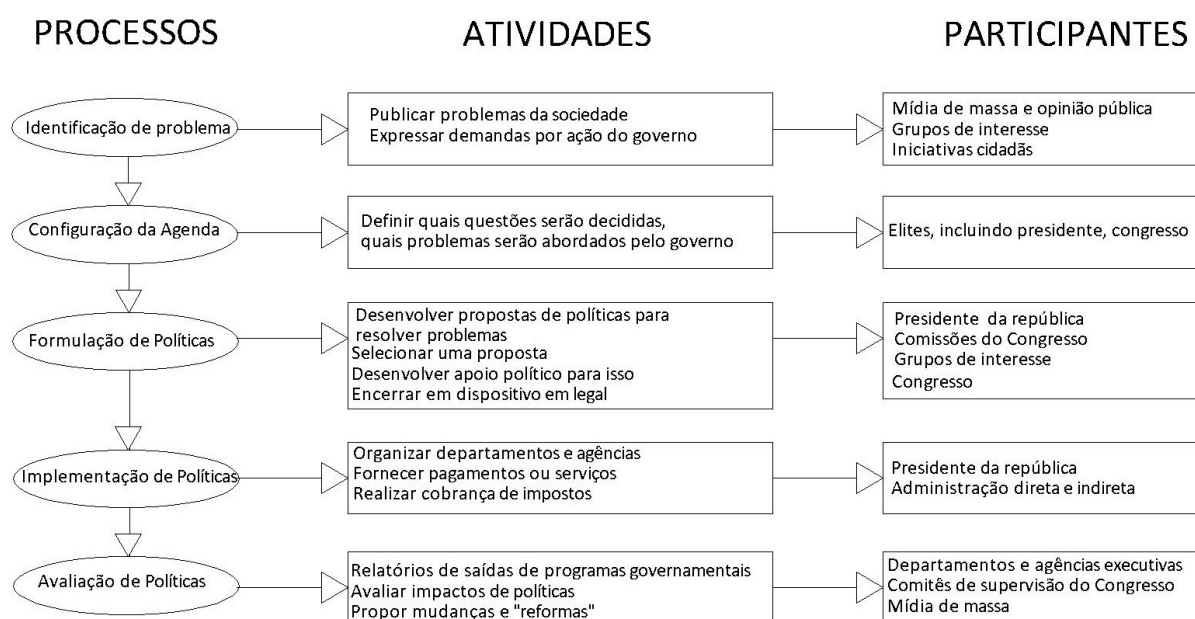 PROCESSOS
ATIVIDADES
PARTICIPANTES
Identificação de problema
Publicar problemas da sociedade
Expressar demandas por ação do governo
Mídia de massa e opinião pública
Grupos de interesse
Iniciativas cidadãs
Configuração da Agenda
Definir quais questões serão decididas,
quais problemas serão abordados pelo governo
Elites, incluindo presidente, congresso
Formulação de Políticas
Desenvolver propostas de políticas para
resolver problemas
Selecionar uma proposta
Desenvolver apoio político para isso
Encerrar em dispositivo em legal
Presidente da república
Comissões do Congresso
Grupos de interesse
Congresso
Implementação de Políticas
Organizar departamentos e agências
Fornecer pagamentos ou serviços
Realizar cobrança de impostos
Presidente da república
Administração direta e indireta
Avaliação de Políticas
Relatórios de saídas de programas governamentais
Avaliar impactos de políticas
Propor mudanças e "reformas"
Departamentos e agências executivas
Comitês de supervisão do Congresso
Mídia de massa